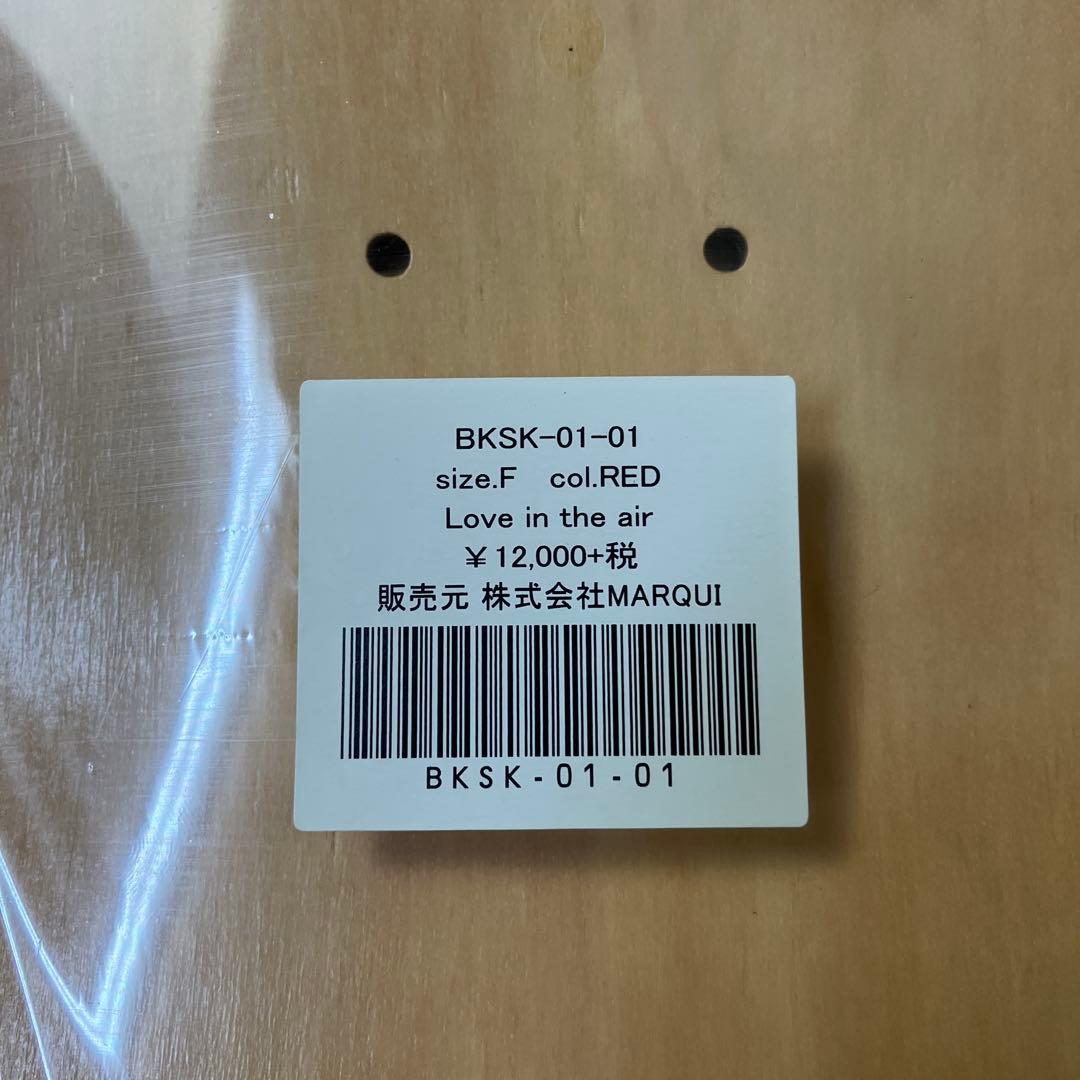 BKSK-01-01
size.F col.RED
Love in the air
￥12,000+税
販売元 株式会社MARQUI
BKSK-01-01